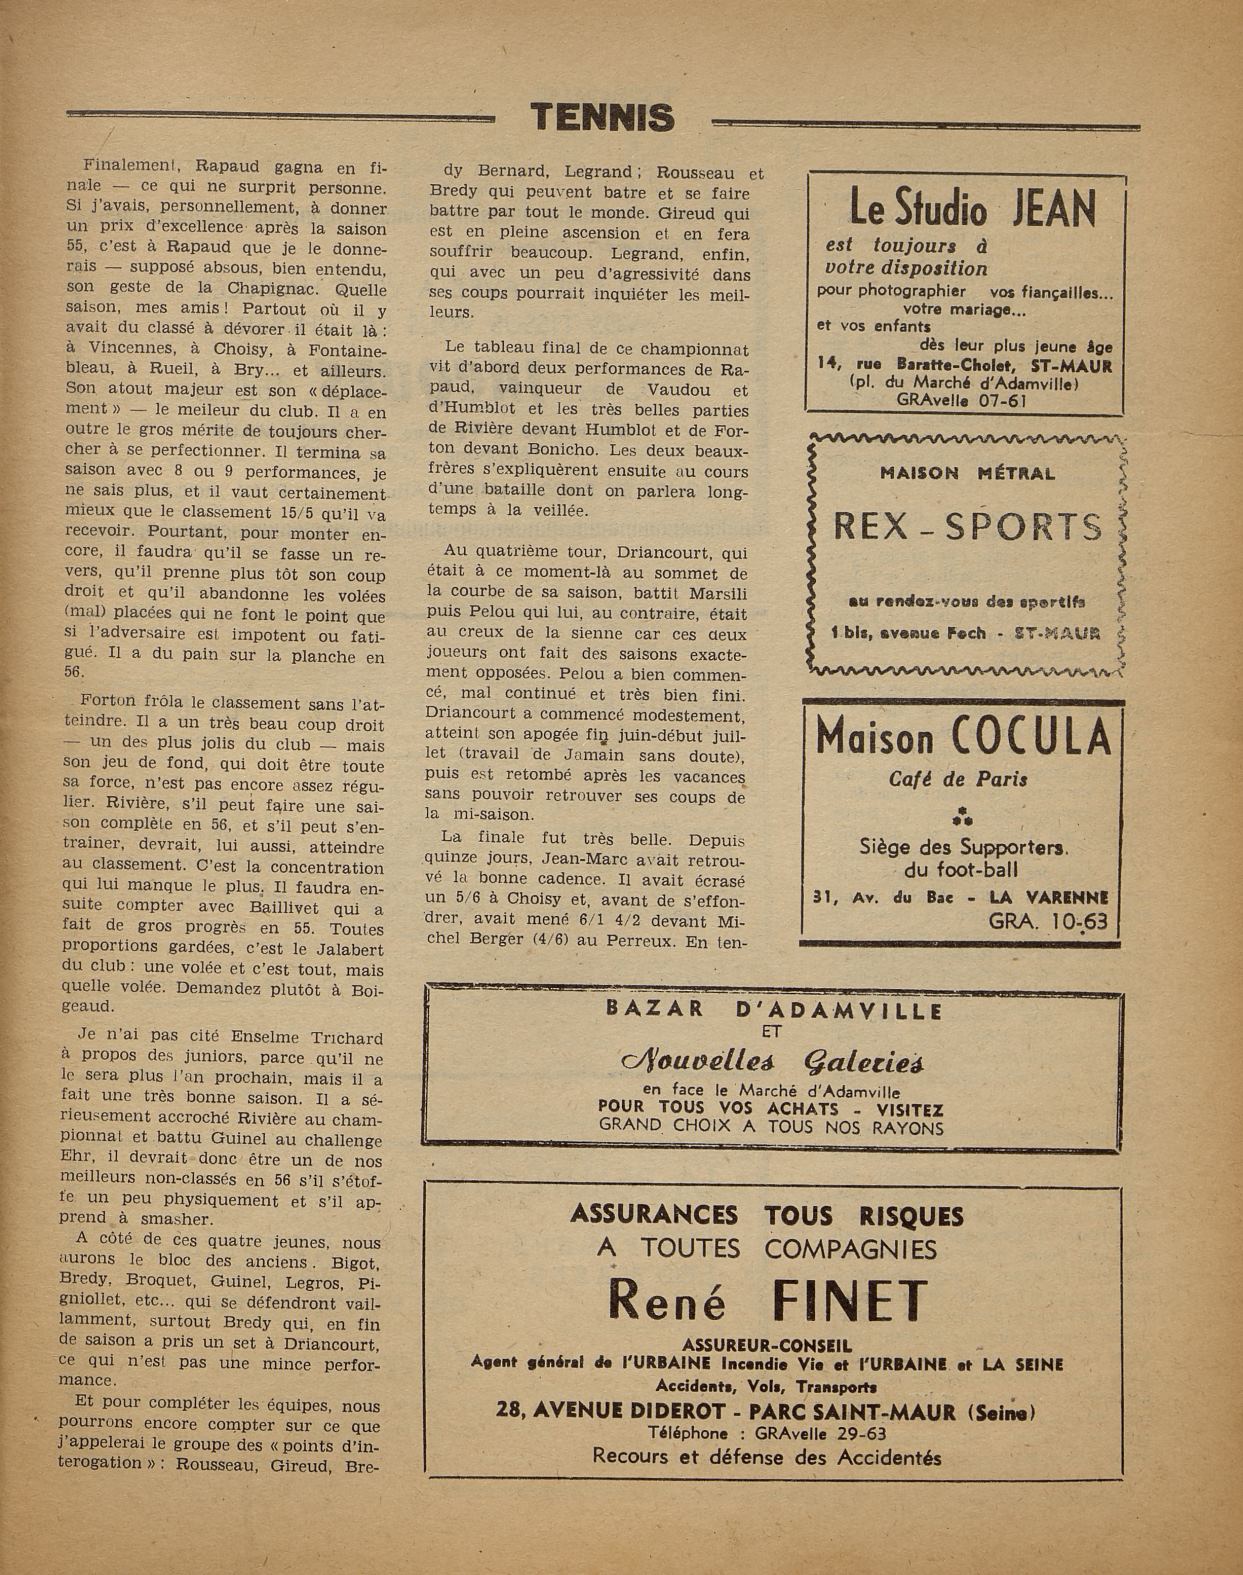 TENNIS
Finalement, Rapaud gagna en fi-
nale — ce qui ne surprit personne.
Si j'avais, personnellement, à donner
un prix d'excellence après la saison
55, c'est à Rapaud que je le donne-
rais — supposé absous, bien entendu,
son geste de la Chapignac. Quelle
saison, mes amis ! Partout où il y
avait du classé à dévorer il était là :
à Vincennes, à Choisy, à Fontaine-
bleau, à Rueil, à Bry... et ailleurs.
Son atout majeur est son « déplace-
ment » — le meileur du club. Il a en
outre le gros mérite de toujours cher-
cher à se perfectionner. Il termina sa
saison avec 8 ou 9 performances, je
ne sais plus, et il vaut certainement
mieux que le classement 15/5 qu'il va
recevoir. Pourtant, pour monter en-
core, il faudra qu'il se fasse un re-
vers, qu'il prenne plus tôt son coup
droit et qu'il abandonne les volées
(mal) placées qui ne font le point que
si l'adversaire est impotent ou fati-
gué. Il a du pain sur la planche en
56.
Forton frôla le classement sans l'at-
teindre. Il a un très beau coup droit
— un des plus jolis du club — mais
son jeu de fond, qui doit être toute
sa force, n'est pas encore assez régu-
lier. Rivière, s'il peut faire une sai-
son complète en 56, et s'il peut s'en-
trainer, devrait, lui aussi, atteindre
au classement. C'est la concentration
qui lui manque le plus. Il faudra en-
suite compter avec Baillivet qui a
fait de gros progrès en 55. Toutes
proportions gardées, c'est le Jalabert
du club : une volée et c'est tout, mais
quelle volée. Demandez plutôt à Boi-
geaud.
Je n'ai pas cité Enselme Trichard
à propos des juniors, parce qu'il ne
le sera plus l'an prochain, mais il a
fait une très bonne saison. Il a sé-
rieusement accroché Rivière au cham-
pionnat et battu Guinel au challenge
Ehr, il devrait donc être un de nos
meilleurs non-classés en 56 s'il s'étof-
fe un peu physiquement et s'il ap-
prend à smasher.
A côté de ces quatre jeunes, nous
aurons le bloc des anciens. Bigot,
Bredy, Broquet, Guinel, Legros, Pi-
gniollet, etc... qui se défendront vail-
lamment, surtout Bredy qui, en fin
de saison a pris un set à Driancourt,
ce qui n'est pas une mince perfor-
mance.
Et pour compléter les équipes, nous
pourrons encore compter sur ce que
j'appelerai le groupe des « points d'in-
terogation » : Rousseau, Gireud, Bre-
dy Bernard, Legrand ; Rousseau et
Bredy qui peuvent batre et se faire
battre par tout le monde. Gireud qui
est en pleine ascension et en fera
souffrir beaucoup. Legrand, enfin,
qui avec un peu d'agressivité dans
ses coups pourrait inquiéter les meil-
leurs.
Le tableau final de ce championnat
vit d'abord deux performances de Ra-
paud, vainqueur de Vaudou et
d'Humblot et les très belles parties
de Rivière devant Humblot et de For-
ton devant Bonicho. Les deux beaux-
frères s'expliquèrent ensuite au cours
d'une bataille dont on parlera long-
temps à la veillée.
Au quatrième tour, Driancourt, qui
était à ce moment-là au sommet de
la courbe de sa saison, battit Marsili
puis Pelou qui lui, au contraire, était
au creux de la sienne car ces deux
joueurs ont fait des saisons exacte-
ment opposées. Pelou a bien commen-
cé, mal continué et très bien fini.
Driancourt a commencé modestement,
atteint son apogée fin juin-début juil-
let (travail de Jamain sans doute),
puis est retombé après les vacances
sans pouvoir retrouver ses coups de
la mi-saison.
La finale fut très belle. Depuis
quinze jours, Jean-Marc avait retrou-
vé la bonne cadence. Il avait écrasé
un 5/6 à Choisy et, avant de s'effon-
drer, avait mené 6/1 4/2 devant Mi-
chel Berger (4/6) au Perreux. En ten-
Le Studio JEAN
est toujours à
votre disposition
pour photographier vos fiançailles...
votre mariage...
et vos enfants
dès leur plus jeune âge
14, rue Baratte-Cholet, ST-MAUR
(pl. du Marché d'Adamville)
GRAvelle 07-61
MAISON MÉTRAL
REX - SPORTS
au rendez-vous des sportifs
1 bis, avenue Foch - ST-MAUR
Maison COCULA
Café de Paris
Siège des Supporters.
du foot-ball
31, Av. du Bac - LA VARENNE
GRA. 10-63
BAZAR D'ADAMVILLE
ET
Nouvelles Galeries
en face le Marché d'Adamville
POUR TOUS VOS ACHATS - VISITEZ
GRAND CHOIX A TOUS NOS RAYONS
ASSURANCES TOUS RISQUES
A TOUTES COMPAGNIES
René FINET
ASSUREUR-CONSEIL
Agent général de l'URBAINE Incendie Vie et l'URBAINE et LA SEINE
Accidents, Vols, Transports
28, AVENUE DIDEROT - PARC SAINT-MAUR (Seine)
Téléphone : GRAvelle 29-63
Recours et défense des Accidentés